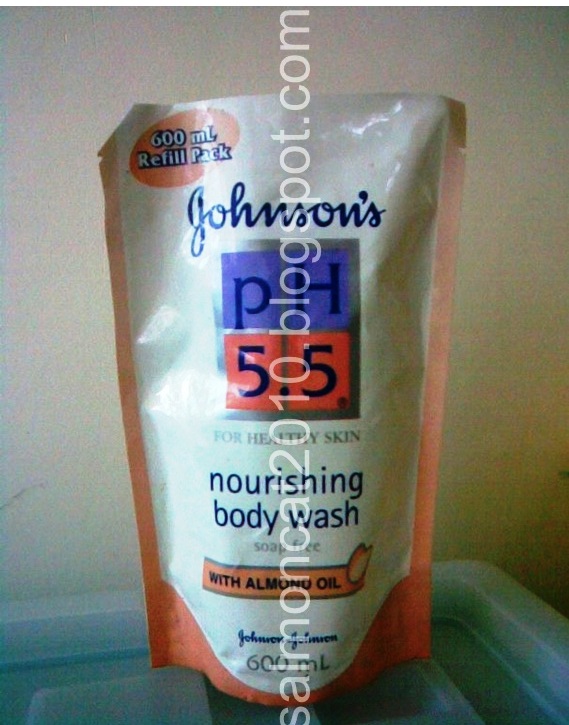 600 mL
Refill Pack
Johnson's
pH
5.5
®
FOR HEALTHY SKIN
nourishing
body wash
soap free
WITH ALMOND OIL
Johnson & Johnson
600 mL
samoncal2010.blogspot.com